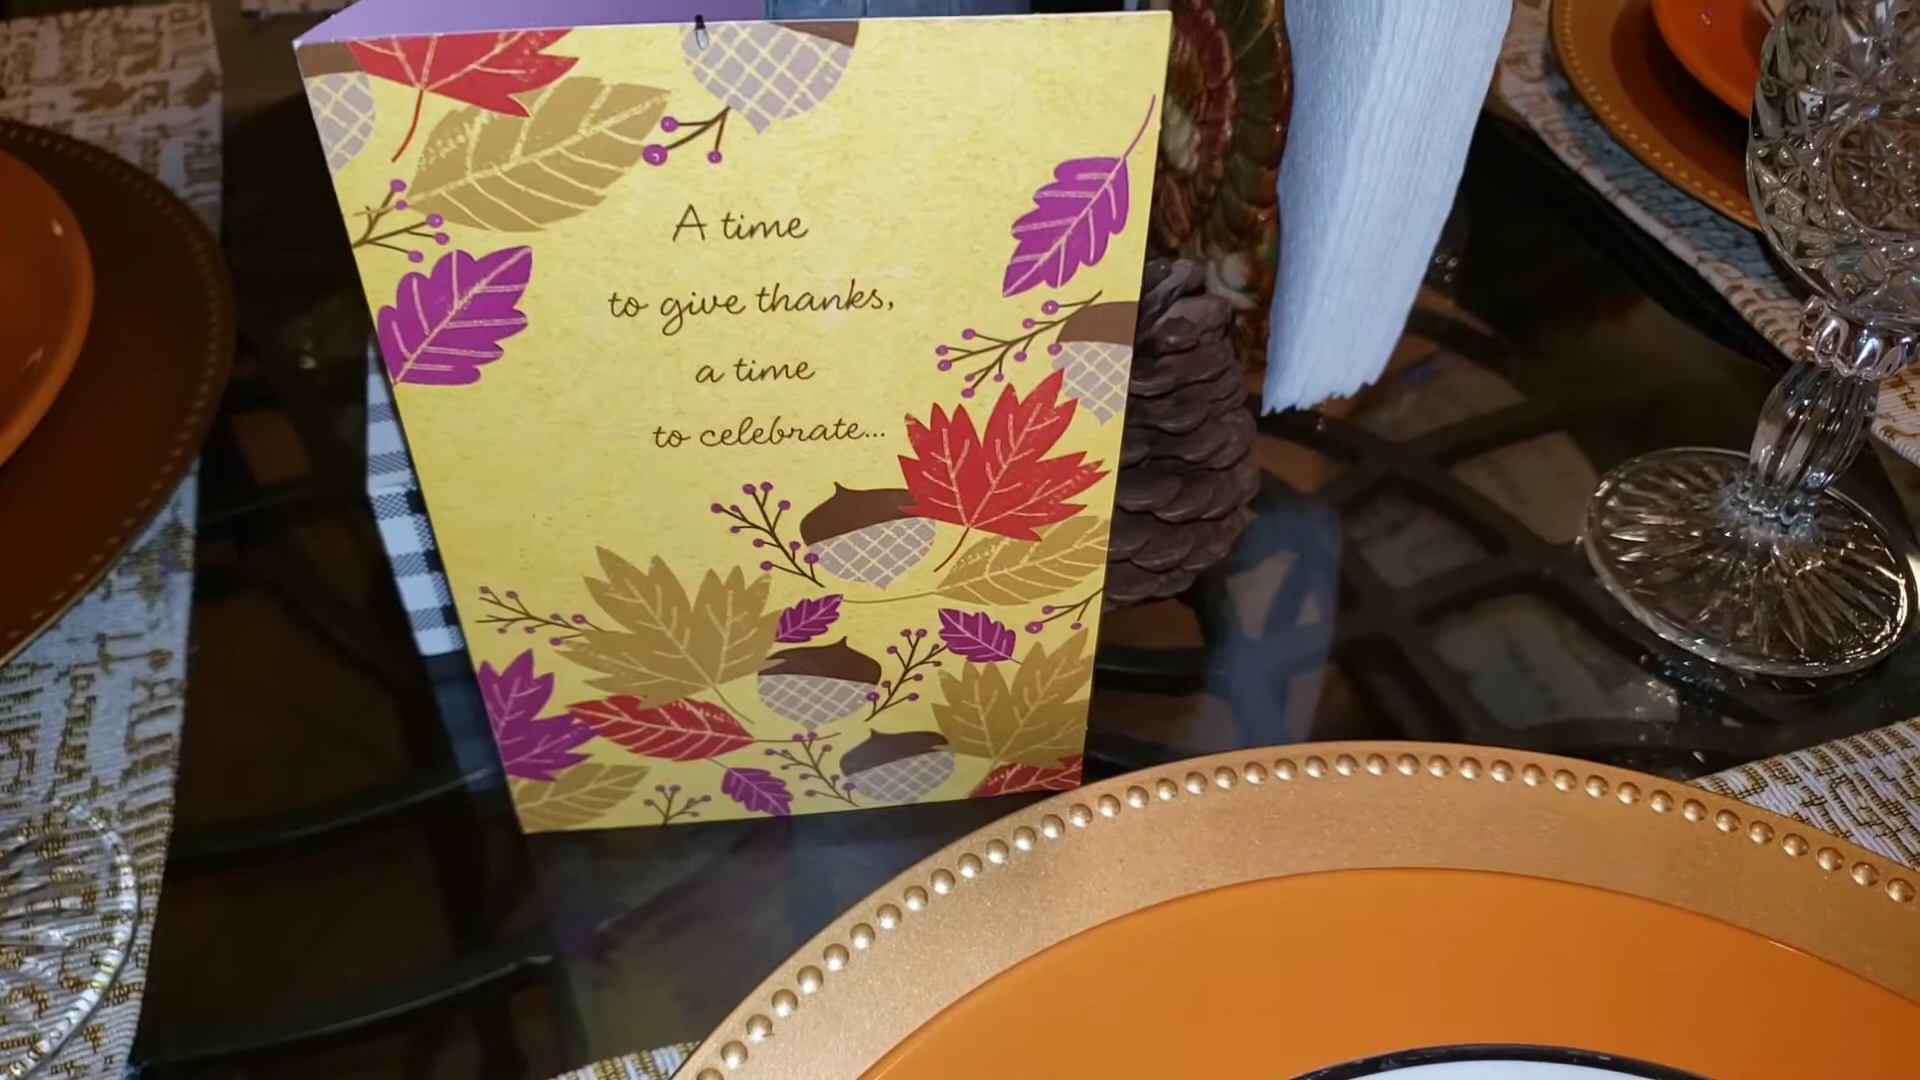 A time
to give thanks,
a time
to celebrate...